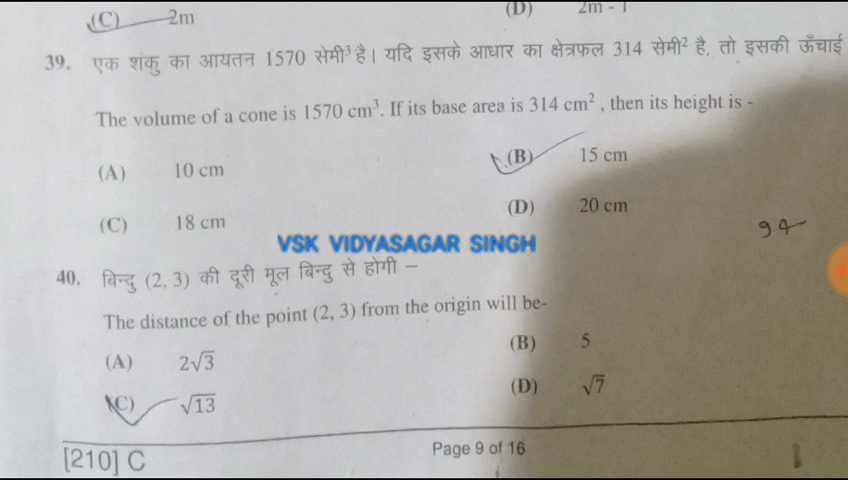 (C) 2m (D) 2m - 1
39. एक शंकु का आयतन 1570 सेमी³ है। यदि इसके आधार का क्षेत्रफल 314 सेमी² है, तो इसकी ऊँचाई
The volume of a cone is 1570 cm³. If its base area is 314 cm² , then its height is -
(A) 10 cm (B) 15 cm
(C) 18 cm (D) 20 cm
VSK VIDYASAGAR SINGH
40. बिन्दु (2, 3) की दूरी मूल बिन्दु से होगी –
The distance of the point (2, 3) from the origin will be-
(A) 2√3 (B) 5
(C) √13 (D) √7
[210] C Page 9 of 16